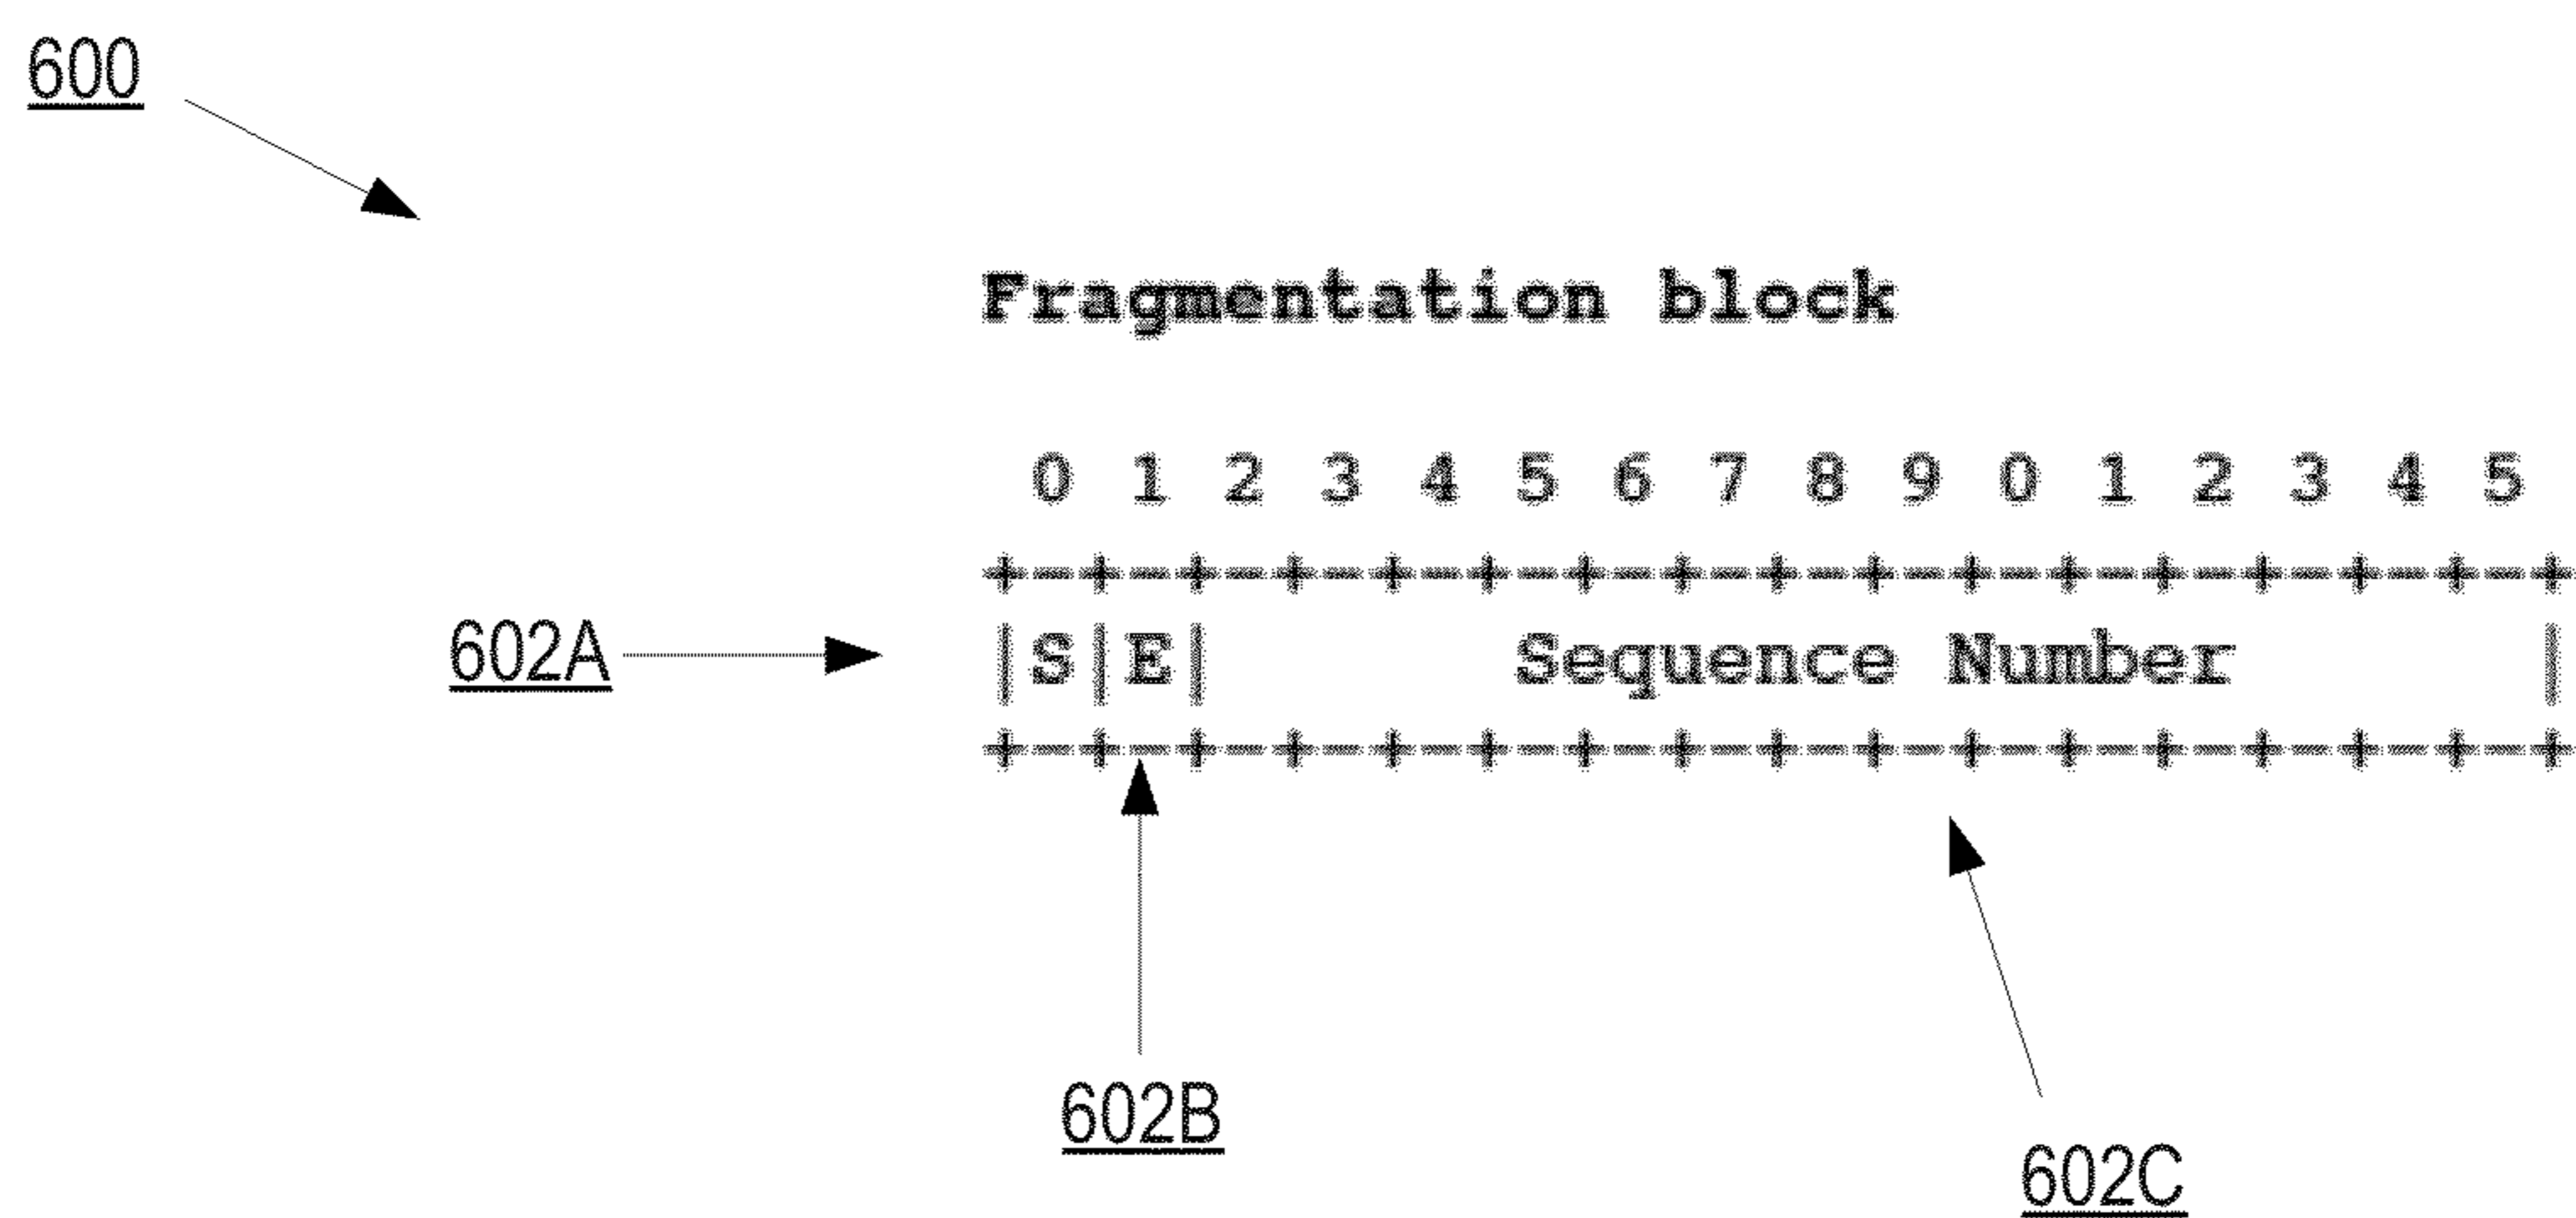 600
Fragmentation block
0 1 2 3 4 5 6 7 8 9 0 1 2 3 4 5
+-+-+-+-+-+-+-+-+-+-+-+-+-+-+-+-+
602A |S|E| Sequence Number |
+-+-+-+-+-+-+-+-+-+-+-+-+-+-+-+-+
602B
602C